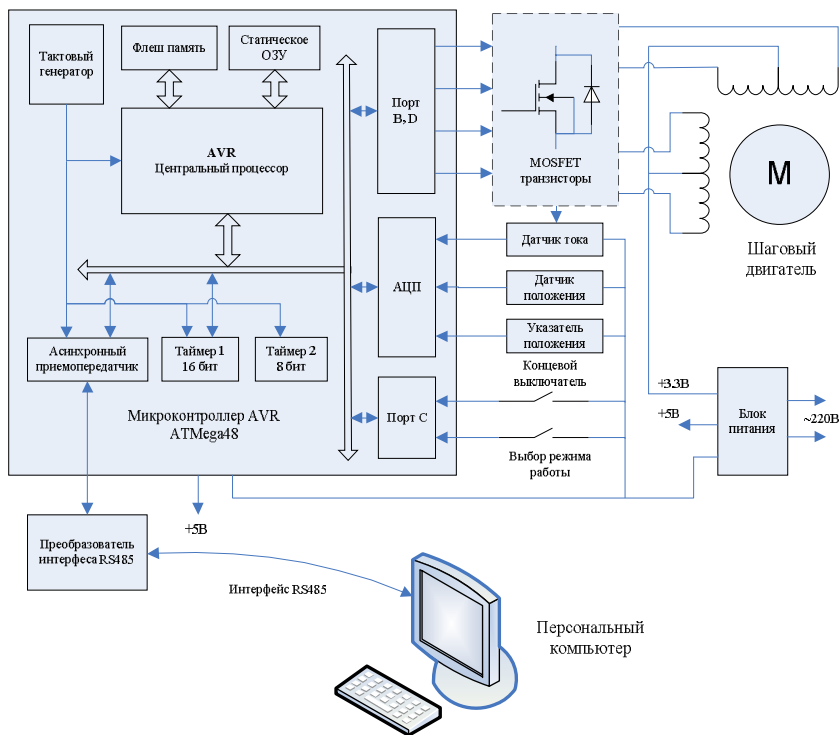 Тактовый
генератор
Флеш память
Статическое
ОЗУ
AVR
Центральный процессор
Порт
B, D
MOSFET
транзисторы
M
Шаговый
двигатель
АЦП
Датчик тока
Датчик
положения
Указатель
положения
Асинхронный
приемопередатчик
Таймер 1
16 бит
Таймер 2
8 бит
Микроконтроллер AVR
ATMega48
Порт C
Концевой
выключатель
Выбор режима
работы
+3.3В
+5В
Блок
питания
~220В
+5В
Преобразователь
интерфеса RS485
Интерфейс RS485
Персональный
компьютер